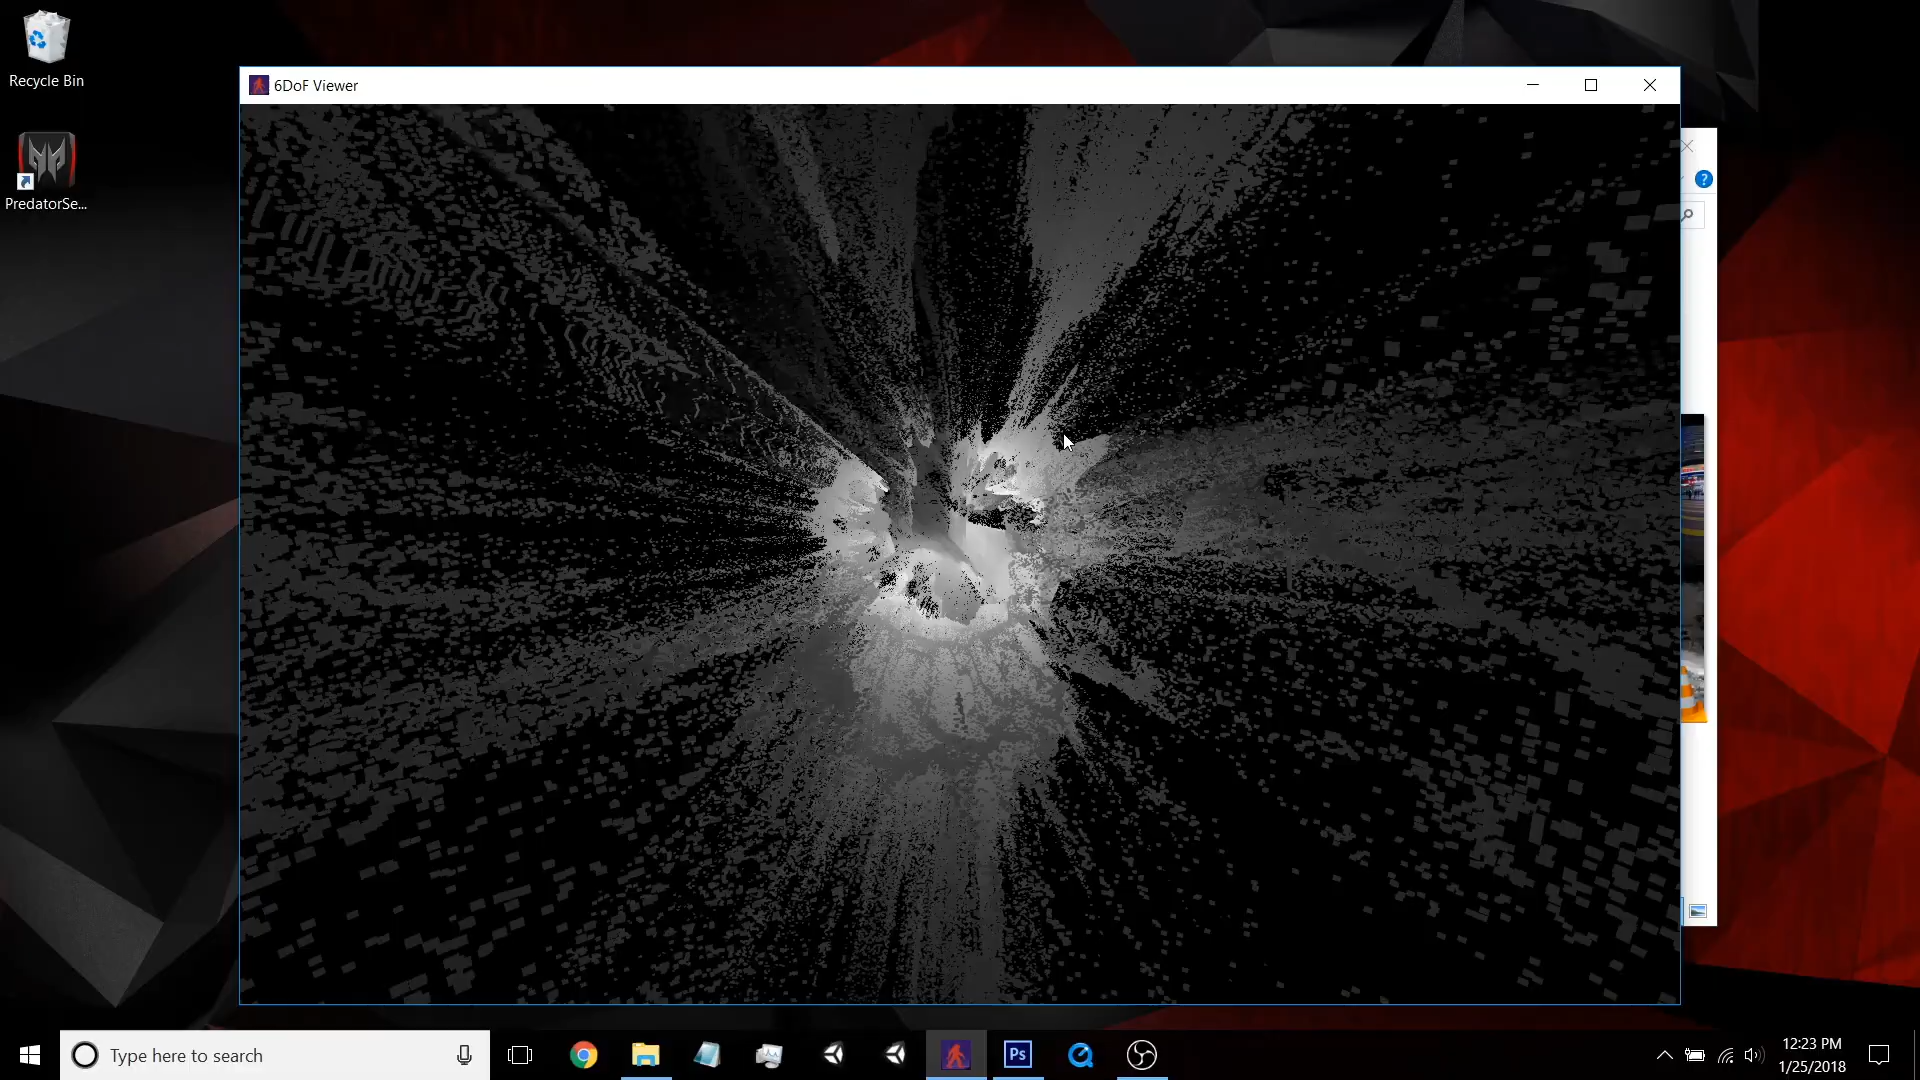 Recycle Bin
PredatorSe...
6DoF Viewer
?
Type here to search
Ps
12:23 PM
1/25/2018